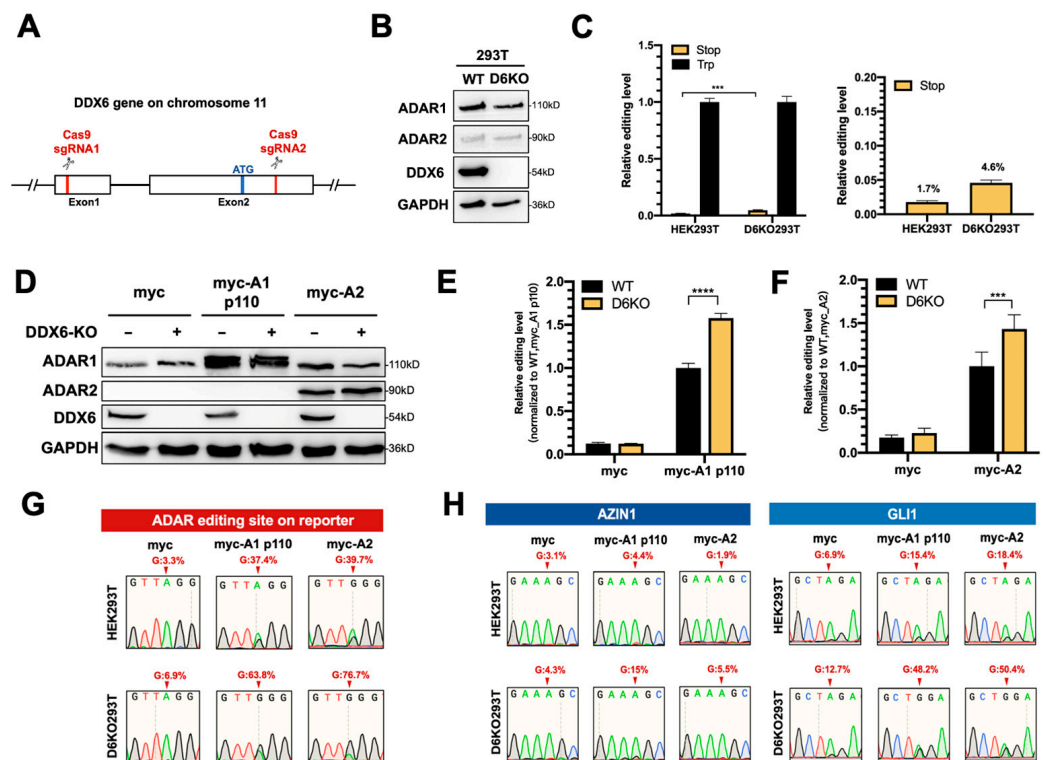 A
DDX6 gene on chromosome 11
Cas9
sgRNA1
Cas9
sgRNA2
ATG
Exon1
Exon2
B
293T
WT D6KO
ADAR1
110kD
ADAR2
90kD
DDX6
54kD
GAPDH
36kD
C
Relative editing level
Stop
Trp
***
1.5
1.0
0.5
0.0
HEK293T
D6KO293T
Relative editing level
Stop
0.20
0.15
0.10
0.05
0.00
1.7%
4.6%
HEK293T
D6KO293T
D
myc
myc-A1
p110
myc-A2
DDX6-KO
– + – + – +
ADAR1
110kD
ADAR2
90kD
DDX6
54kD
GAPDH
36kD
E
Relative editing level
(normalized to WT,myc_A1 p110)
WT
D6KO
****
2.0
1.5
1.0
0.5
0.0
myc
myc-A1 p110
F
Relative editing level
(normalized to WT,myc_A2)
WT
D6KO
***
2.0
1.5
1.0
0.5
0.0
myc
myc-A2
G
ADAR editing site on reporter
myc
myc-A1 p110
myc-A2
HEK293T
G:3.3%
G:37.4%
G:39.7%
G T T A G G
G T T A G G
G T T G G G
D6KO293T
G:6.9%
G:63.8%
G:76.7%
G T T A G G
G T T G G G
G T T G G G
H
AZIN1
myc
myc-A1 p110
myc-A2
HEK293T
G:3.1%
G:4.4%
G:1.9%
G A A A G C
G A A A G C
G A A A G C
D6KO293T
G:4.3%
G:15%
G:5.5%
G A A A G C
G A A A G C
G A A A G C
GLI1
myc
myc-A1 p110
myc-A2
HEK293T
G:6.9%
G:15.4%
G:18.4%
G C T A G A
G C T A G A
G C T A G A
D6KO293T
G:12.7%
G:48.2%
G:50.4%
G C T A G A
G C T G G A
G C T G G A